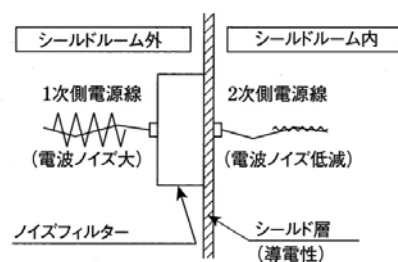 シールドルーム外
シールドルーム内
1次側電源線
2次側電源線
(電波ノイズ大)
(電波ノイズ低減)
ノイズフィルター
シールド層
(導電性)